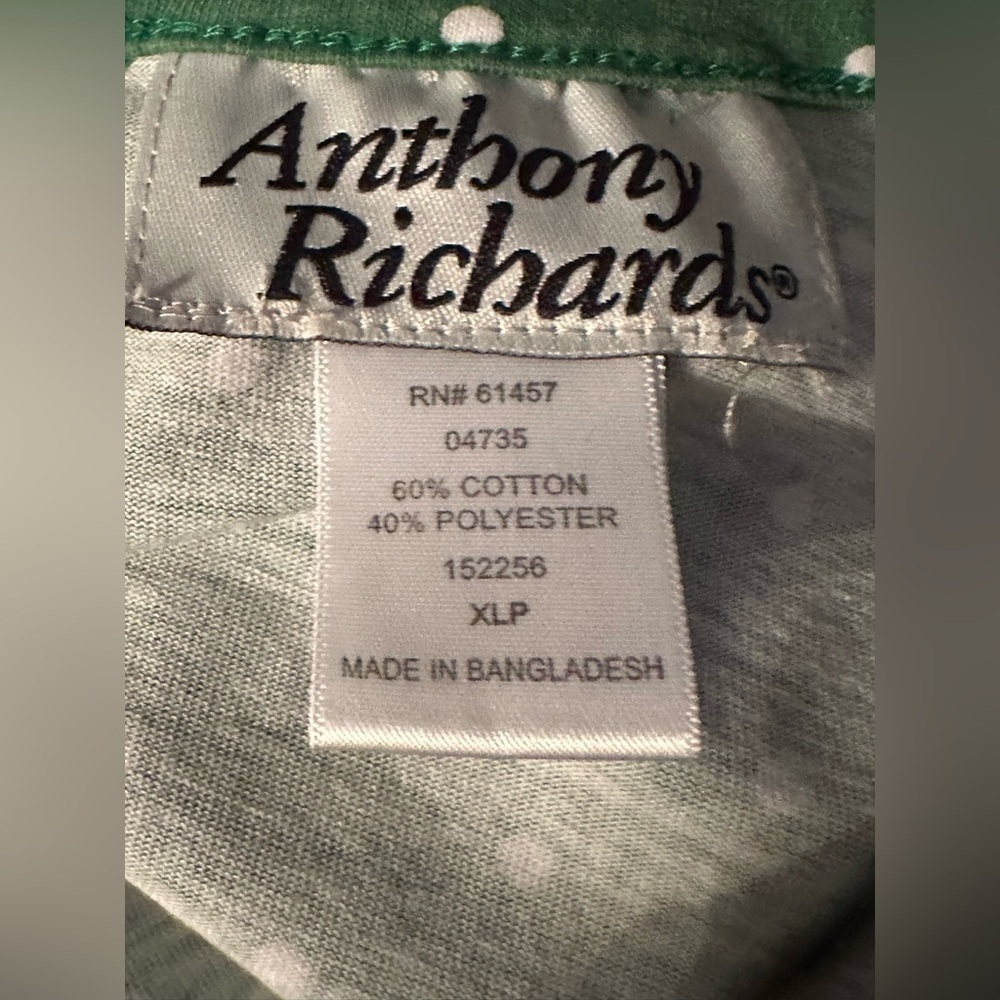 Anthony
Richards®
RN# 61457
04735
60% COTTON
40% POLYESTER
152256
XLP
MADE IN BANGLADESH